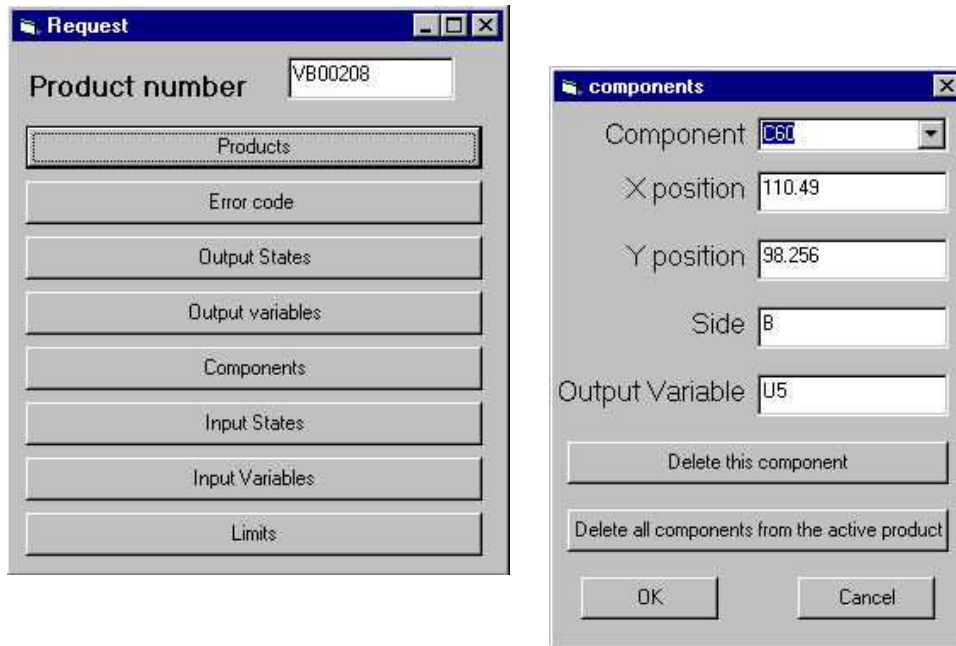 Request
Product number VB00208
Products
Error code
Output States
Output variables
Components
Input States
Input Variables
Limits
components
Component C60
X position 110.49
Y position 98.256
Side B
Output Variable U5
Delete this component
Delete all components from the active product
OK Cancel